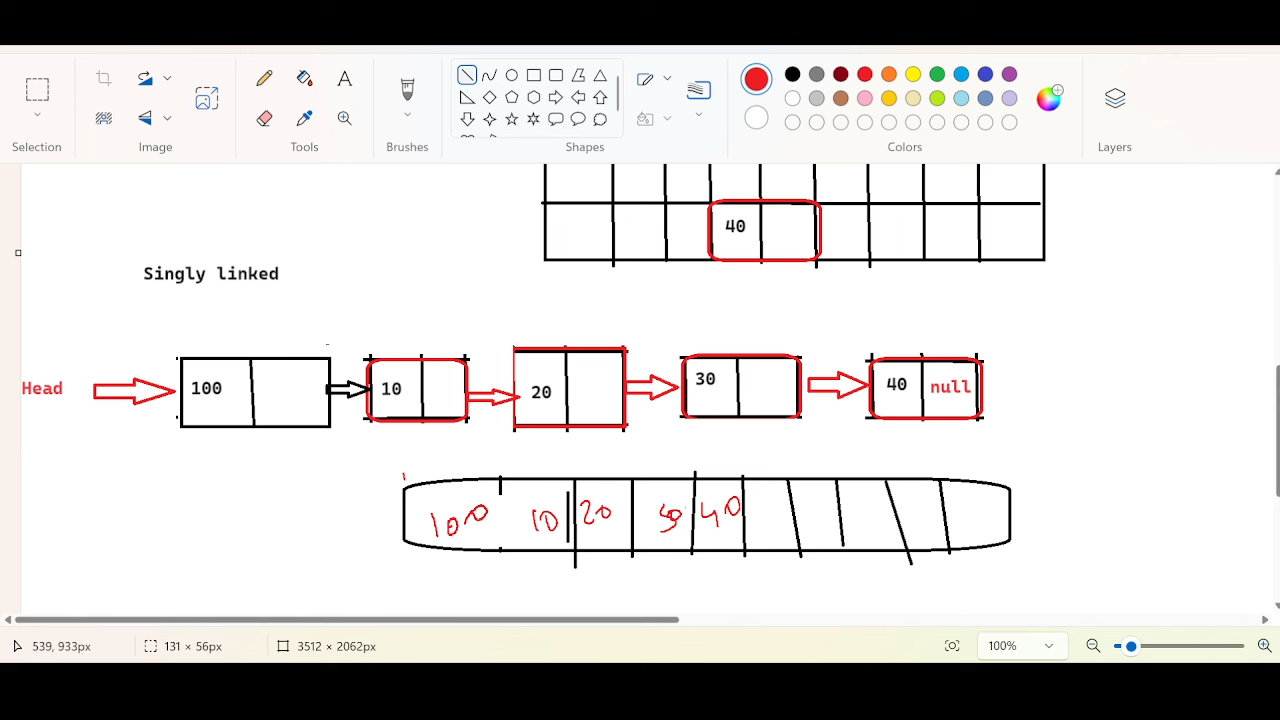 Selection
Image
Tools
Brushes
Shapes
Colors
Layers
40
Singly linked
Head
100
10
20
30
40
null
100 10 20 30 40
539, 933px
131 × 56px
3512 × 2062px
100%